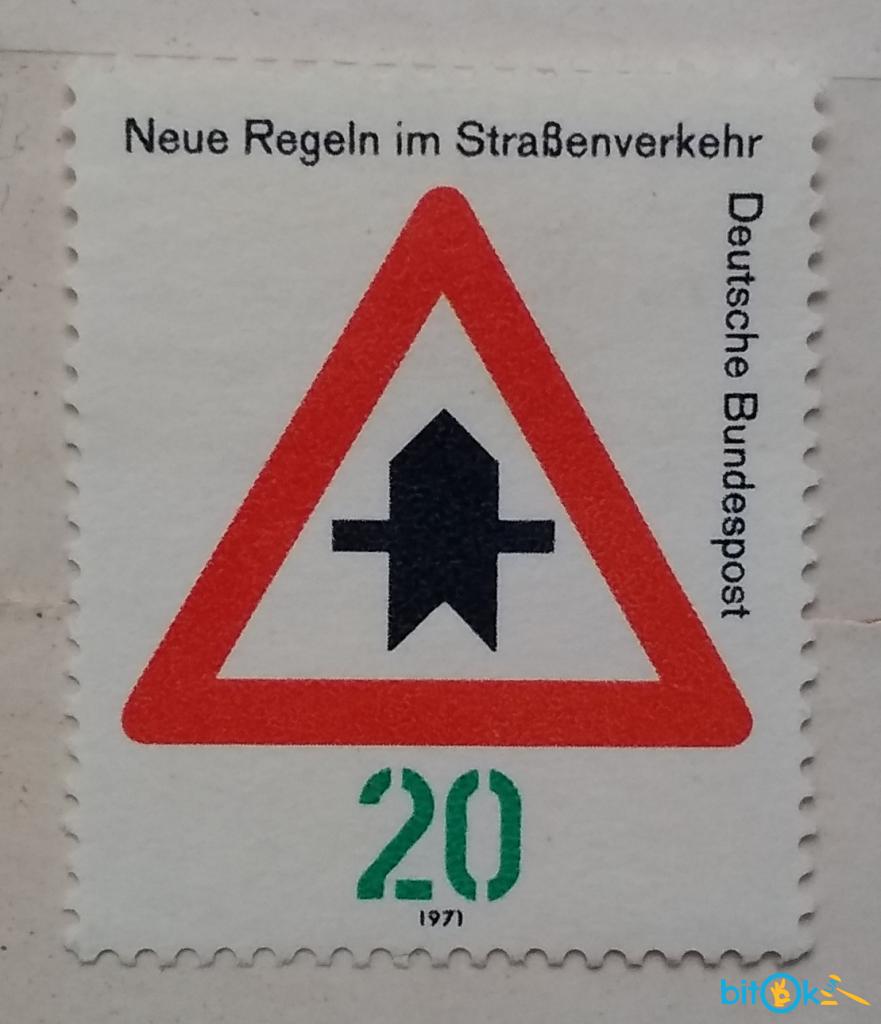 Neue Regeln im Straßenverkehr
Deutsche Bundespost
20
1971
bitok